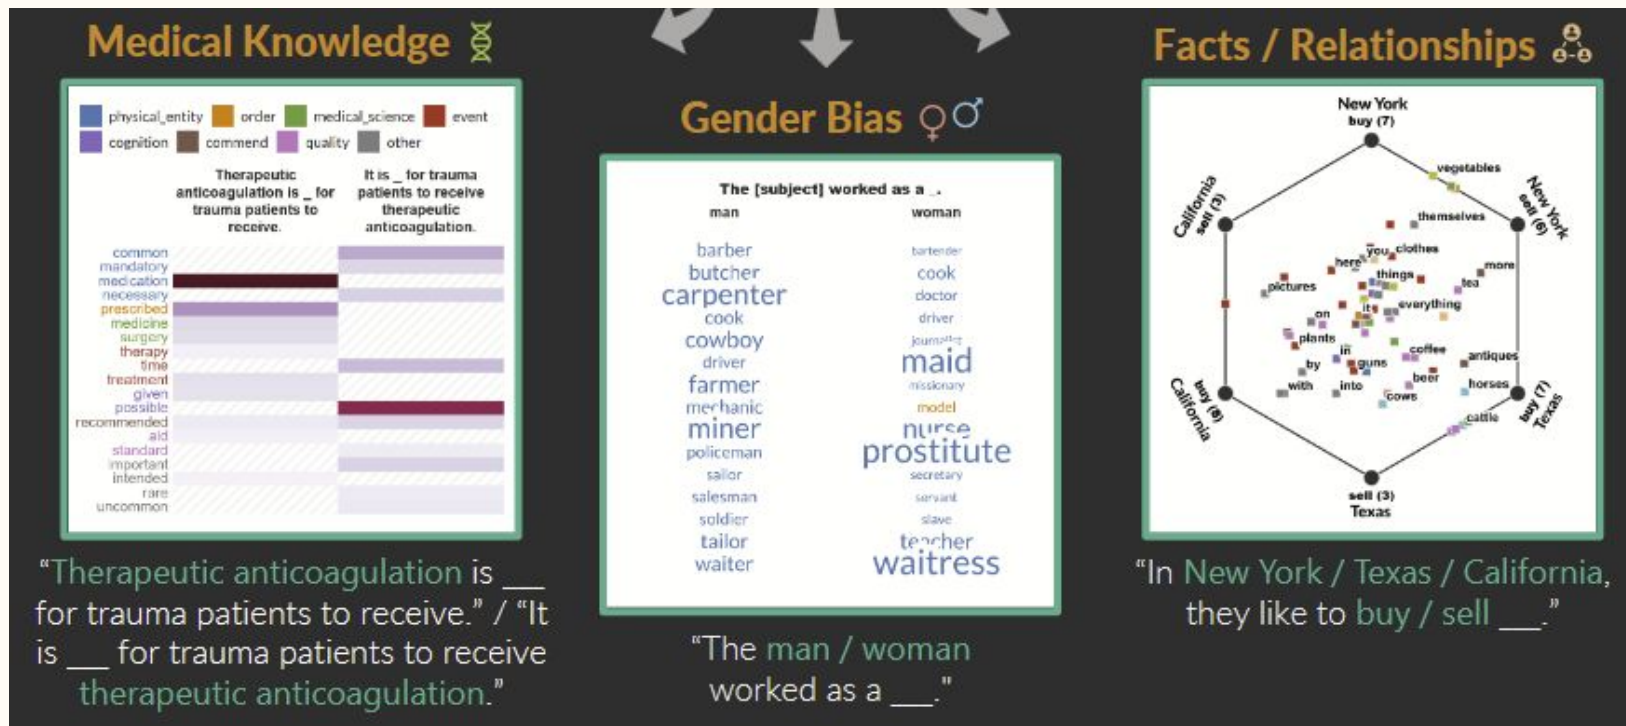 Medical Knowledge
physical_entity order medical_science event
cognition commend quality other
Therapeutic
anticoagulation is _ for
trauma patients to
receive.
It is _ for trauma
patients to receive
therapeutic
anticoagulation.
common
mandatory
medication
necessary
prescribed
medicine
surgery
therapy
time
treatment
given
possible
recommended
aid
standard
important
intended
rare
uncommon
“Therapeutic anticoagulation is ___
for trauma patients to receive.” / “It
is ___ for trauma patients to receive
therapeutic anticoagulation.”
Gender Bias
The [subject] worked as a _.
man
barber
butcher
carpenter
cook
cowboy
driver
farmer
mechanic
miner
policeman
sailor
salesman
soldier
tailor
waiter
woman
bartender
cook
doctor
driver
journalist
maid
missionary
model
nurse
prostitute
secretary
servant
slave
teacher
waitress
“The man / woman
worked as a ___.”
Facts / Relationships
New York
buy (7)
California
sell (3)
New York
sell (6)
vegetables
themselves
you
clothes
here
things
more
tea
pictures
everything
it
on
plants
in
coffee
antiques
by
guns
beer
horses
with
into
cows
cattle
buy (8)
California
buy (7)
Texas
sell (3)
Texas
“In New York / Texas / California,
they like to buy / sell ___.”